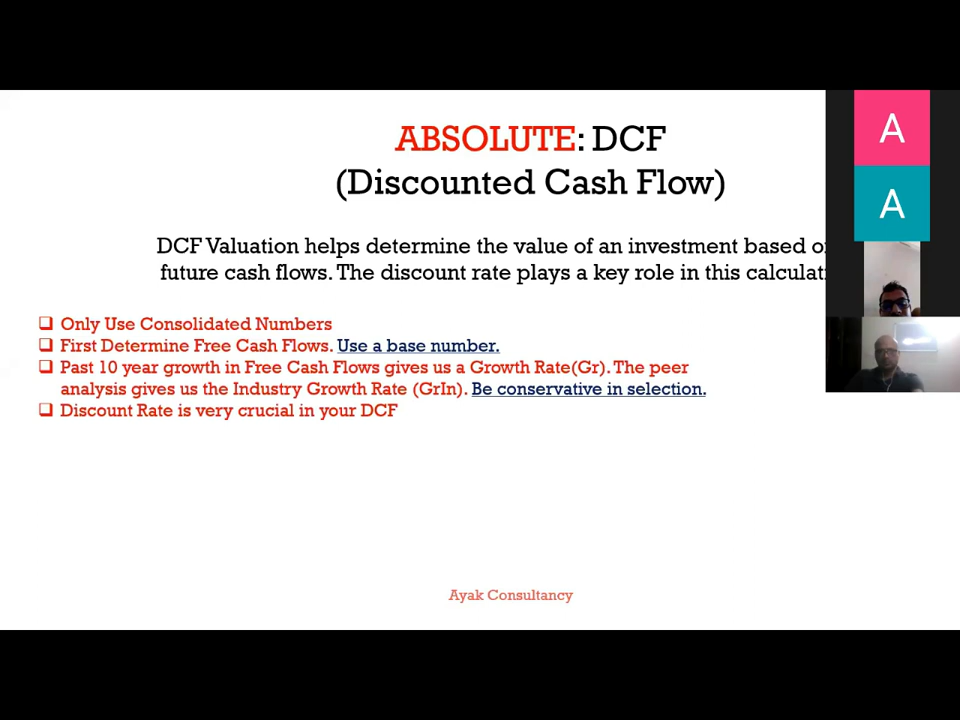 ABSOLUTE: DCF
(Discounted Cash Flow)
DCF Valuation helps determine the value of an investment based
future cash flows. The discount rate plays a key role in this
❑ Only Use Consolidated Numbers
❑ First Determine Free Cash Flows. Use a base number.
❑ Past 10 year growth in Free Cash Flows gives us a Growth Rate(Gr). The peer
analysis gives us the Industry Growth Rate (GrIn). Be conservative in selection.
❑ Discount Rate is very crucial in your DCF
Ayak Consultancy
A
A